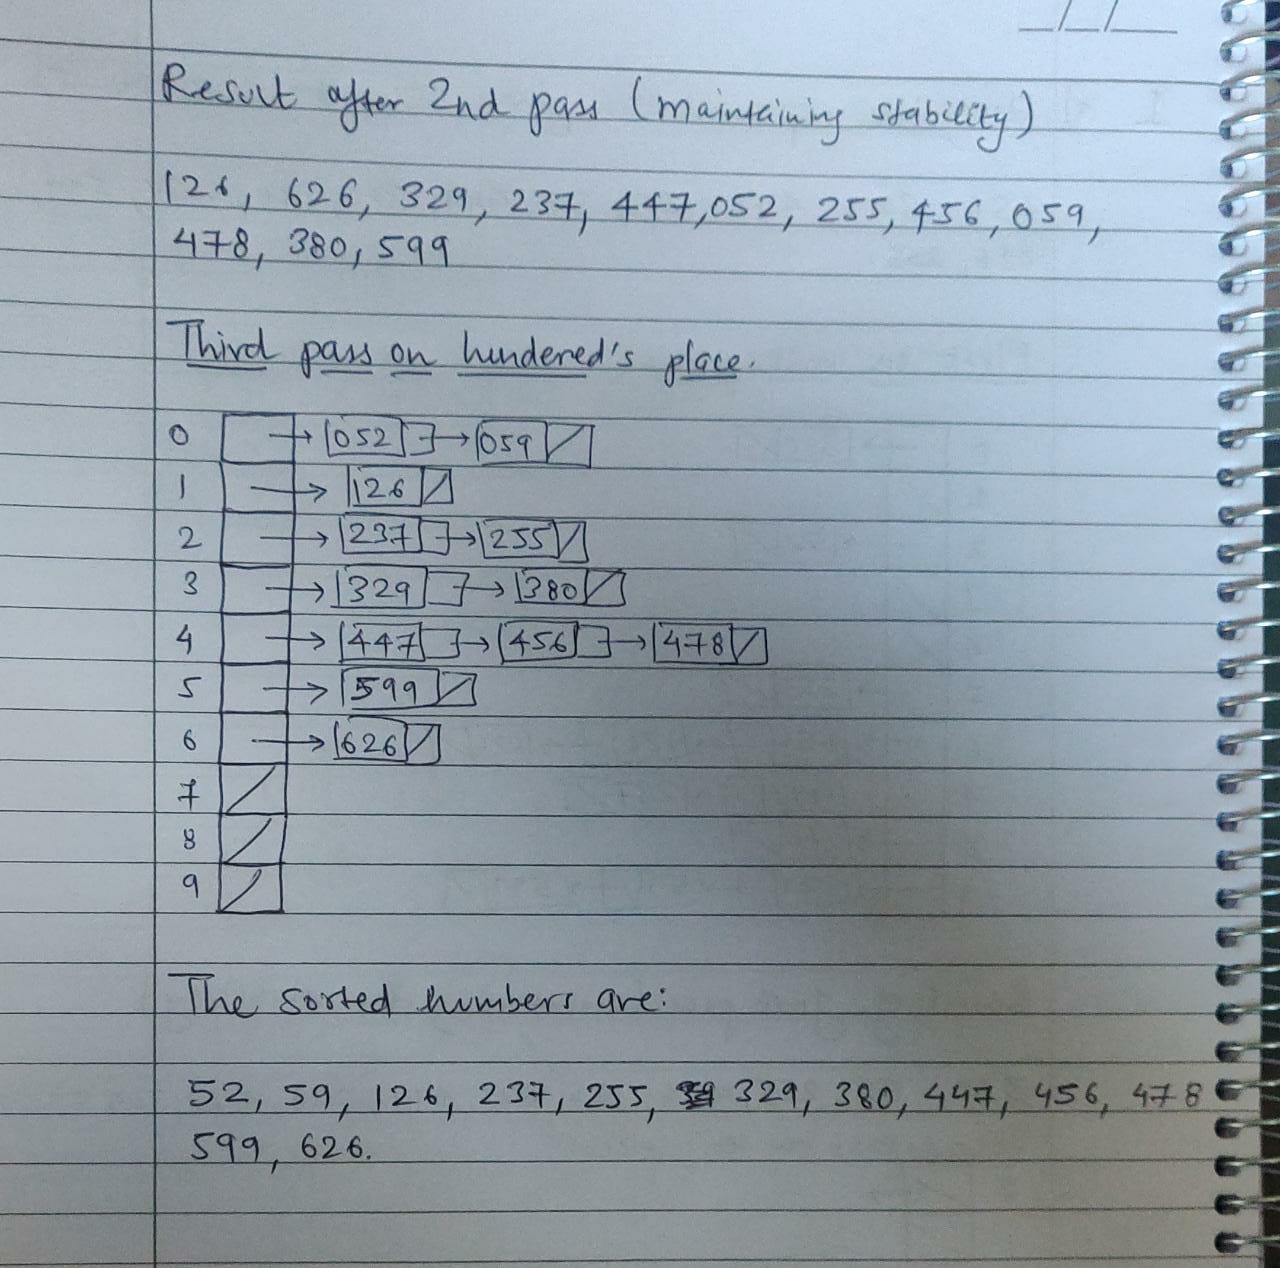 __/__/____
Result after 2nd pass (maintaining stability)
126, 626, 329, 237, 447, 052, 255, 456, 059,
478, 380, 599
Third pass on hundered's place.
0 → 052 → 059
1 → 126
2 → 237 → 255
3 → 329 → 380
4 → 447 → 456 → 478
5 → 599
6 → 626
7
8
9
The sorted numbers are:
52, 59, 126, 237, 255, 329, 380, 447, 456, 478
599, 626.